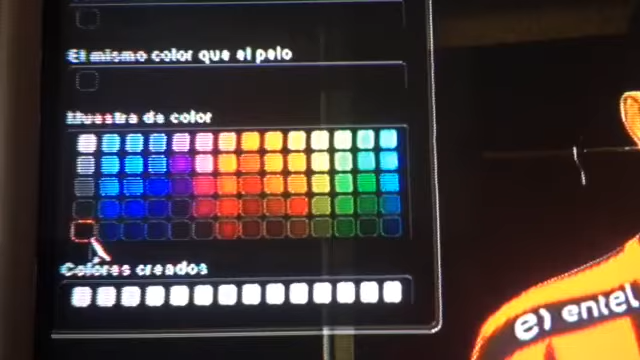 El mismo color que el pelo
Muestra de color
Colores creados
e) entel